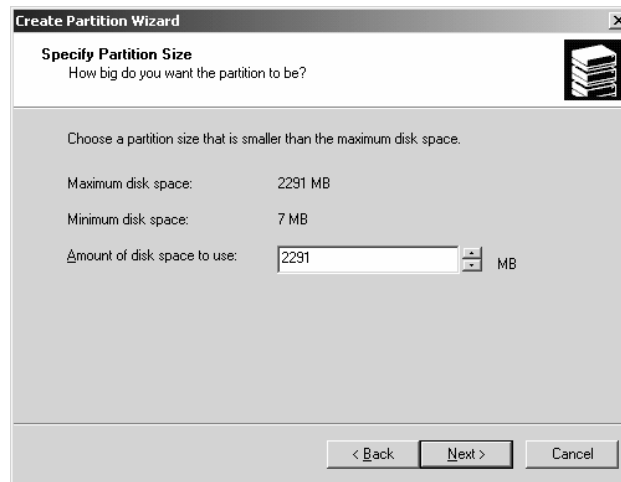 Create Partition Wizard
Specify Partition Size
How big do you want the partition to be?
Choose a partition size that is smaller than the maximum disk space.
Maximum disk space: 2291 MB
Minimum disk space: 7 MB
Amount of disk space to use: 2291 MB
< Back Next > Cancel